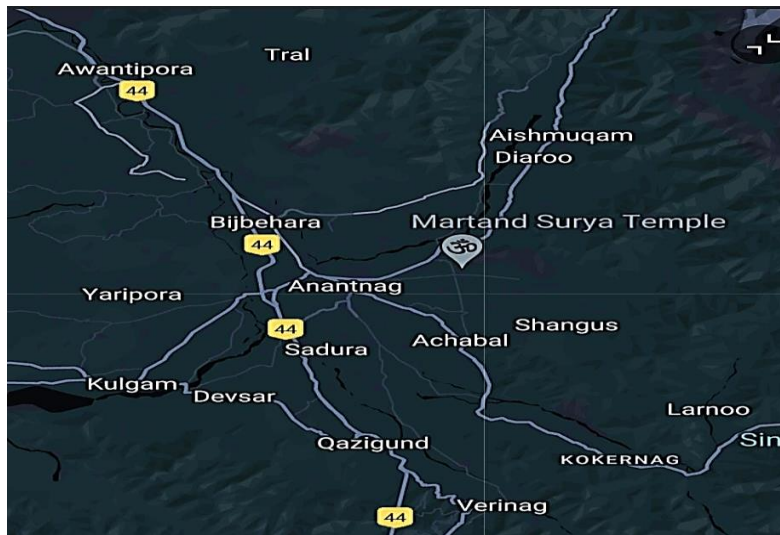 Tral
Awantipora
44
Aishmuqam
Diaroo
Bijbehara
Martand Surya Temple
44
ॐ
Anantnag
Yaripora
44
Shangus
Achabal
Sadura
Kulgam
Devsar
Larnoo
Qazigund
Sin
KOKERNAG
Verinag
44